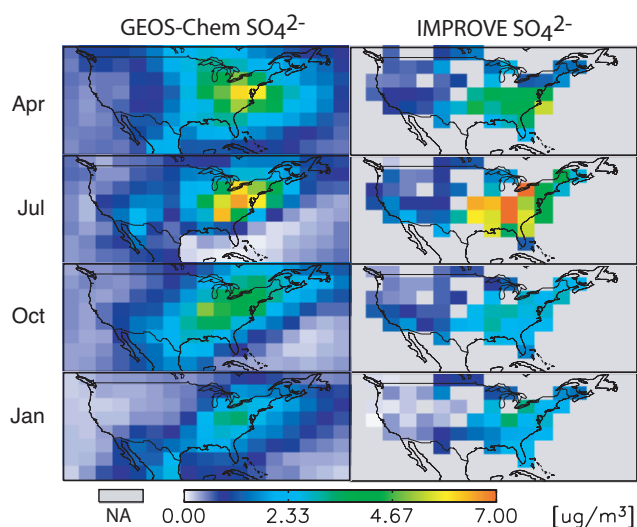 GEOS-Chem SO4²⁻ IMPROVE SO4²⁻
Apr
Jul
Oct
Jan
NA
0.00 2.33 4.67 7.00 [ug/m³]